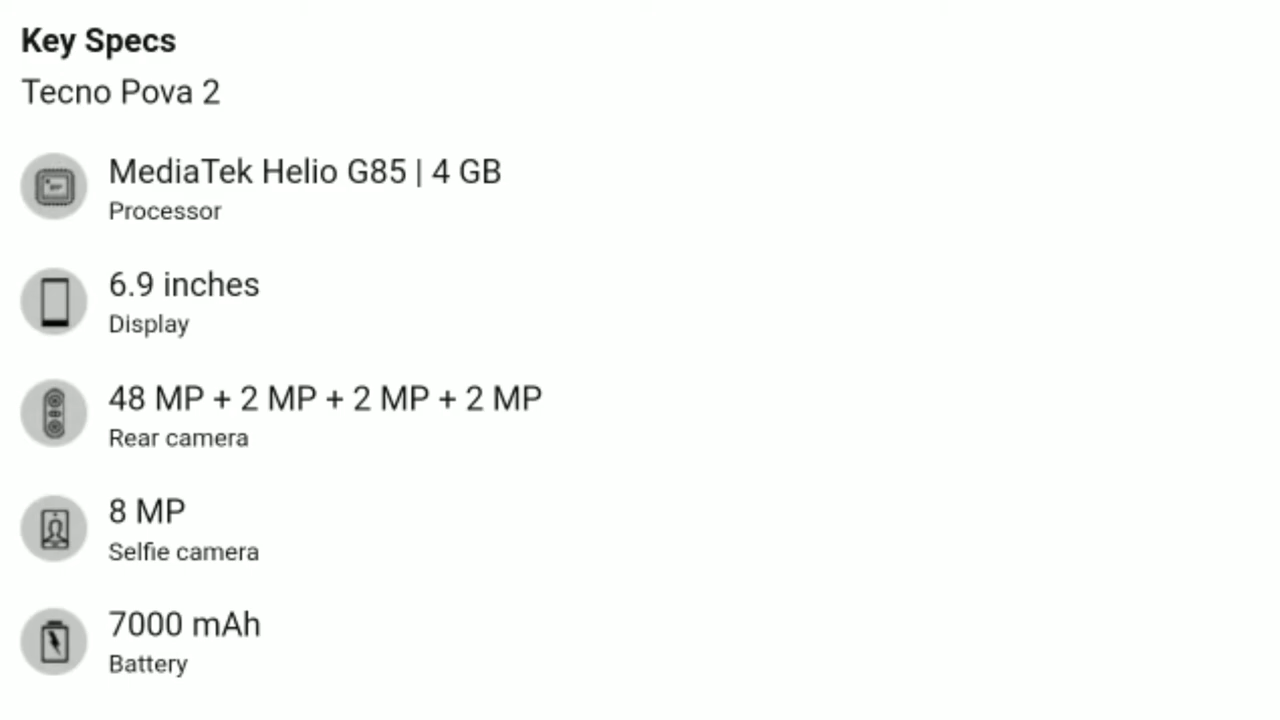 Key Specs
Tecno Pova 2
MediaTek Helio G85 | 4 GB
Processor
6.9 inches
Display
48 MP + 2 MP + 2 MP + 2 MP
Rear camera
8 MP
Selfie camera
7000 mAh
Battery